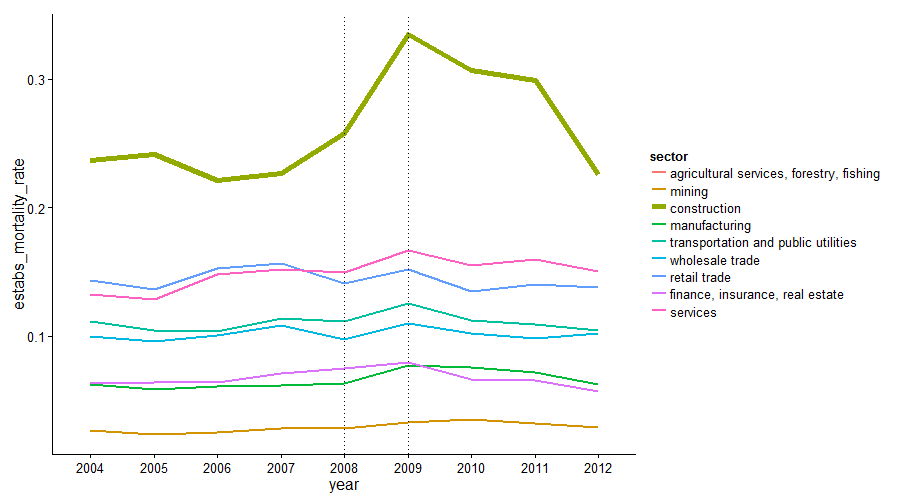 estabs_mortality_rate
0.3
0.2
0.1
2004 2005 2006 2007 2008 2009 2010 2011 2012
year
sector
agricultural services, forestry, fishing
mining
construction
manufacturing
transportation and public utilities
wholesale trade
retail trade
finance, insurance, real estate
services